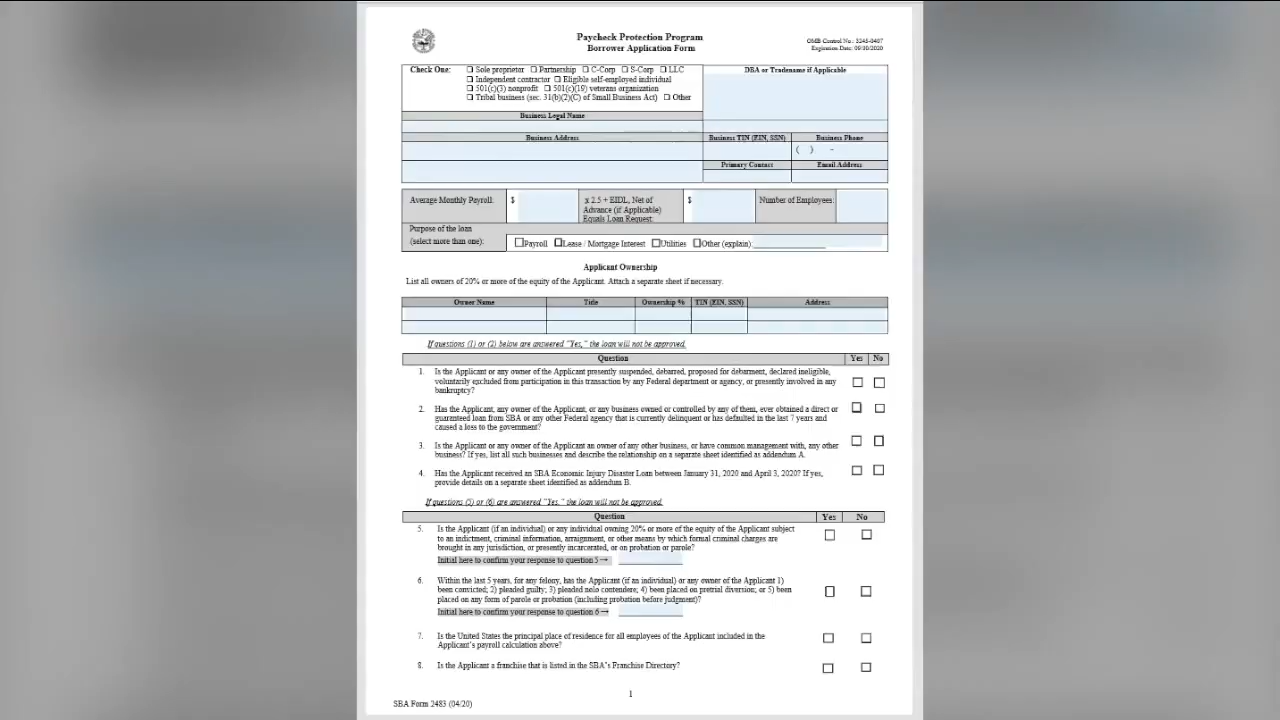 Paycheck Protection Program
Borrower Application Form
OMB Control No.: 3245-0407
Expiration Date: 09/30/2020
Check One:
☐ Sole proprietor ☐ Partnership ☐ C-Corp ☐ S-Corp ☐ LLC
☐ Independent contractor ☐ Eligible self-employed individual
☐ 501(c)(3) nonprofit ☐ 501(c)(19) veterans organization
☐ Tribal business (sec. 31(b)(2)(C) of Small Business Act) ☐ Other
DBA or Tradename if Applicable
Business Legal Name
Business Address
Business TIN (EIN, SSN)
Business Phone
( ) -
Primary Contact
Email Address
Average Monthly Payroll:
$
x 2.5 + EIDL, Net of
Advance (if Applicable)
Equals Loan Request:
$
Number of Employees:
Purpose of the loan
(select more than one):
☐Payroll ☐Lease / Mortgage Interest ☐Utilities ☐Other (explain):
Applicant Ownership
List all owners of 20% or more of the equity of the Applicant. Attach a separate sheet if necessary.
Owner Name Title Ownership % TIN (EIN, SSN) Address
If questions (1) or (2) below are answered "Yes," the loan will not be approved.
Question Yes No
1. Is the Applicant or any owner of the Applicant presently suspended, debarred, proposed for debarment, declared ineligible,
voluntarily excluded from participation in this transaction by any Federal department or agency, or presently involved in any
bankruptcy?
2. Has the Applicant, any owner of the Applicant, or any business owned or controlled by any of them, ever obtained a direct or
guaranteed loan from SBA or any other Federal agency that is currently delinquent or has defaulted in the last 7 years and
caused a loss to the government?
3. Is the Applicant or any owner of the Applicant an owner of any other business, or have common management with, any other
business? If yes, list all such businesses and describe the relationship on a separate sheet identified as addendum A.
4. Has the Applicant received an SBA Economic Injury Disaster Loan between January 31, 2020 and April 3, 2020? If yes,
provide details on a separate sheet identified as addendum B.
If questions (5) or (6) are answered "Yes," the loan will not be approved.
Question Yes No
5. Is the Applicant (if an individual) or any individual owning 20% or more of the equity of the Applicant subject
to an indictment, criminal information, arraignment, or other means by which formal criminal charges are
brought in any jurisdiction, or presently incarcerated, or on probation or parole?
Initial here to confirm your response to question 5 →
6. Within the last 5 years, for any felony, has the Applicant (if an individual) or any owner of the Applicant 1)
been convicted; 2) pleaded guilty; 3) pleaded nolo contendere; 4) been placed on pretrial diversion; or 5) been
placed on any form of parole or probation (including probation before judgment)?
Initial here to confirm your response to question 6 →
7. Is the United States the principal place of residence for all employees of the Applicant included in the
Applicant's payroll calculation above?
8. Is the Applicant a franchise that is listed in the SBA's Franchise Directory?
1
SBA Form 2483 (04/20)